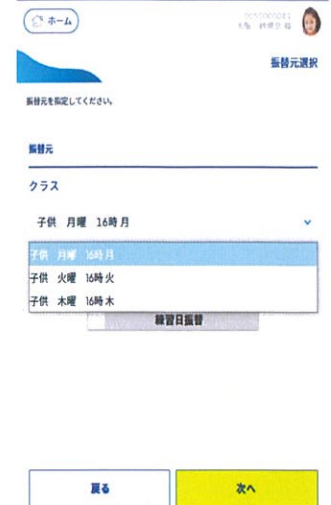 ホーム
振替元選択
振替元を指定してください。
振替元
クラス
子供 月曜 16時月
子供 月曜 16時月
子供 火曜 16時火
子供 木曜 16時木
練習日振替
戻る
次へ